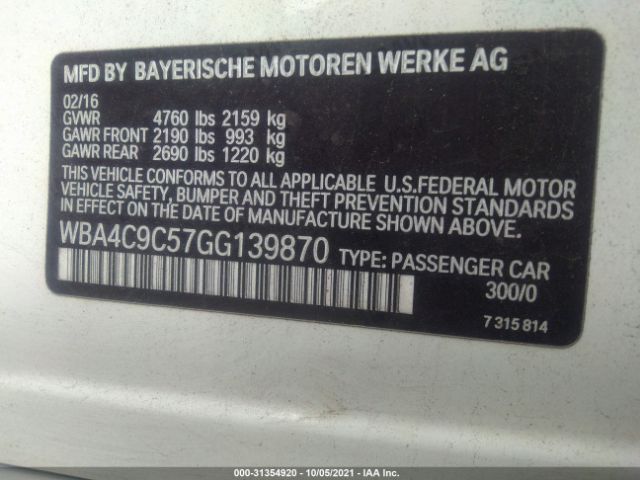 MFD BY BAYERISCHE MOTOREN WERKE AG
02/16
GVWR 4760 lbs 2159 kg
GAWR FRONT 2190 lbs 993 kg
GAWR REAR 2690 lbs 1220 kg
THIS VEHICLE CONFORMS TO ALL APPLICABLE U.S.FEDERAL MOTOR
VEHICLE SAFETY, BUMPER AND THEFT PREVENTION STANDARDS
IN EFFECT ON THE DATE OF MANUFACTURE SHOWN ABOVE.
WBA4C9C57GG139870 TYPE: PASSENGER CAR
300/0
7 315 814
000-31354920 - 10/05/2021 - IAA Inc.